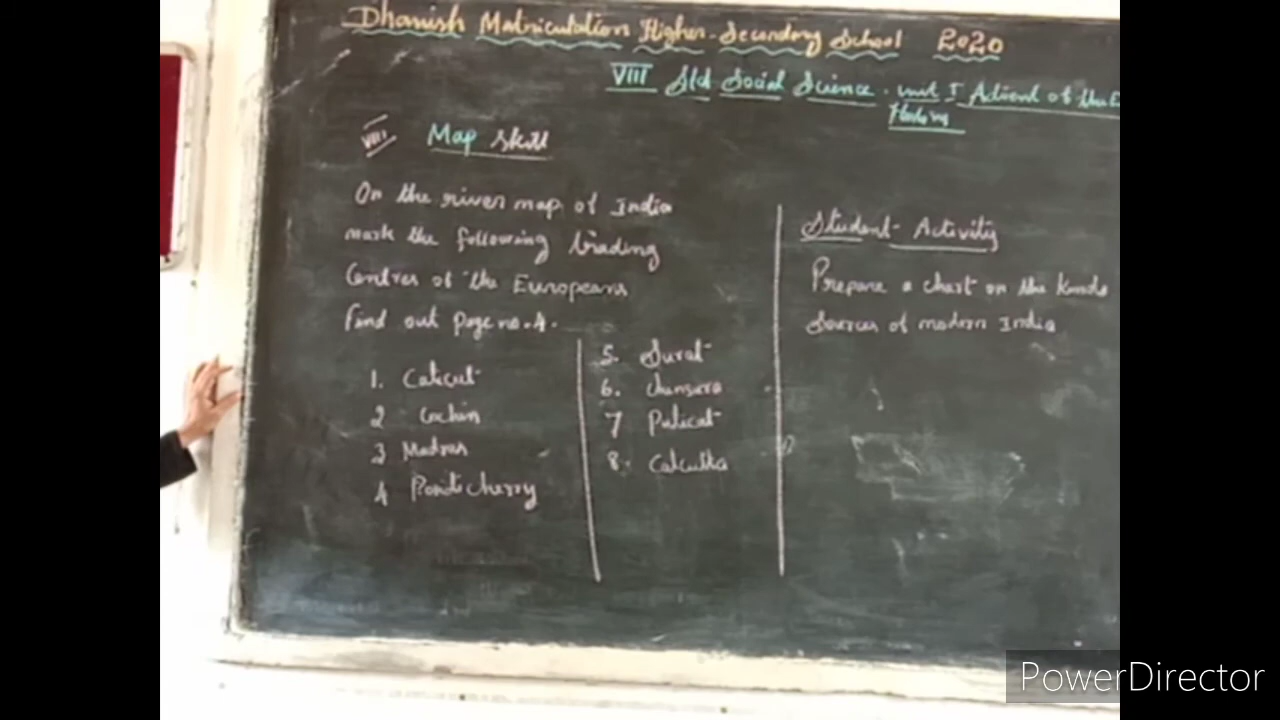 Dhanish Matriculation Higher Secondary School 2020
VIII Std Social Science. unit I Advent of the E
History
VIII Map Skill
On the river map of India
mark the following trading
Centres of the Europeans
Find out page no. 4.
1. Calicut
2 Cochin
3 Madras
4 Pondicherry
5. Surat
6. Chinsura
7 Pulicat
8. Calcutta
Student Activity
Prepare a chart on the kinds
Sources of modern India
PowerDirector